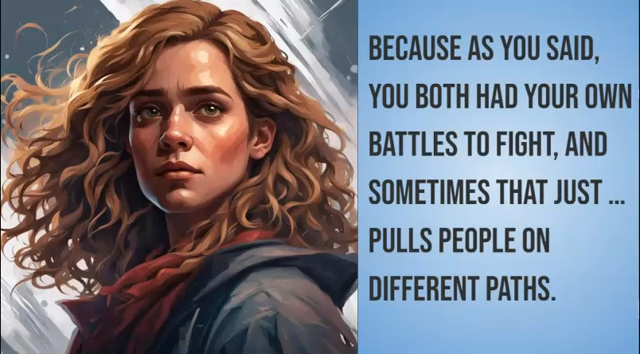 BECAUSE AS YOU SAID,
YOU BOTH HAD YOUR OWN
BATTLES TO FIGHT, AND
SOMETIMES THAT JUST ...
PULLS PEOPLE ON
DIFFERENT PATHS.